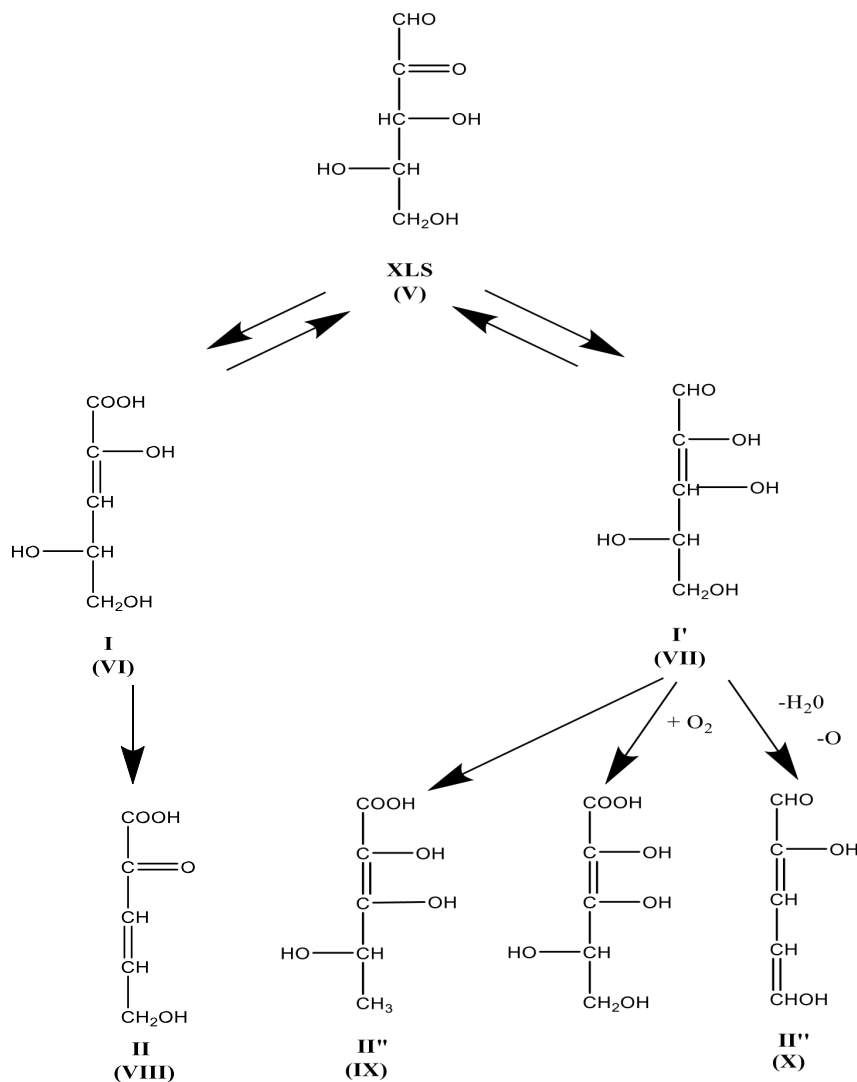 CHO
C=O
HC—OH
HO—CH
CH2OH
XLS
(V)
COOH
C—OH
CH
HO—CH
CH2OH
I
(VI)
CHO
C—OH
CH—OH
HO—CH
CH2OH
I'
(VII)
+ O2
-H20
-O
COOH
C=O
CH
CH
CH2OH
II
(VIII)
COOH
C—OH
C—OH
HO—CH
CH3
II"
(IX)
COOH
C—OH
C—OH
HO—CH
CH2OH
CHO
C—OH
CH
CH
CHOH
II"
(X)